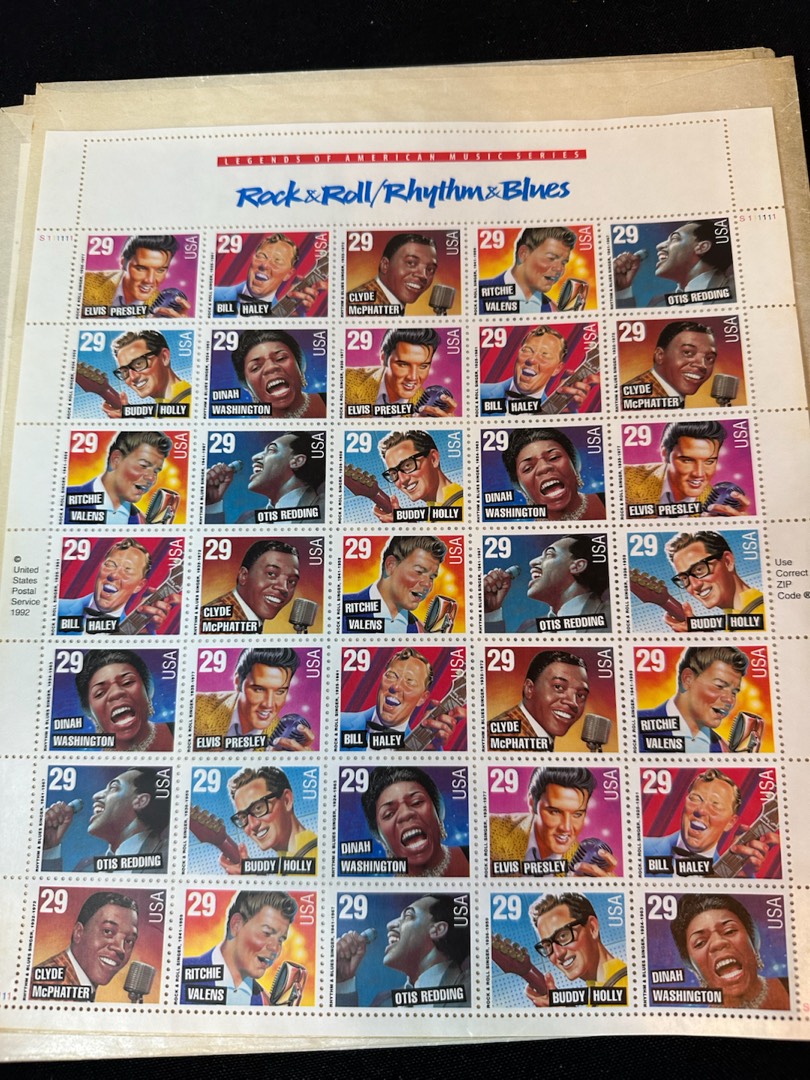 LEGENDS OF AMERICAN MUSIC SERIES
Rock & Roll/Rhythm & Blues
29 USA
ELVIS PRESLEY
29 USA
BILL HALEY
29 USA
CLYDE
McPHATTER
29 USA
RITCHIE
VALENS
29 USA
OTIS REDDING
29 USA
BUDDY HOLLY
29 USA
DINAH
WASHINGTON
29 USA
ELVIS PRESLEY
29 USA
BILL HALEY
29 USA
CLYDE
McPHATTER
29 USA
RITCHIE
VALENS
29 USA
OTIS REDDING
29 USA
BUDDY HOLLY
29 USA
DINAH
WASHINGTON
29 USA
ELVIS PRESLEY
©
United
States
Postal
Service
1992
29 USA
BILL HALEY
29 USA
CLYDE
McPHATTER
29 USA
RITCHIE
VALENS
29 USA
OTIS REDDING
29 USA
BUDDY HOLLY
Use
Correct
ZIP
Code ®
29 USA
DINAH
WASHINGTON
29 USA
ELVIS PRESLEY
29 USA
BILL HALEY
29 USA
CLYDE
McPHATTER
29 USA
RITCHIE
VALENS
29 USA
OTIS REDDING
29 USA
BUDDY HOLLY
29 USA
DINAH
WASHINGTON
29 USA
ELVIS PRESLEY
29 USA
BILL HALEY
29 USA
CLYDE
McPHATTER
29 USA
RITCHIE
VALENS
29 USA
OTIS REDDING
29 USA
BUDDY HOLLY
29 USA
DINAH
WASHINGTON